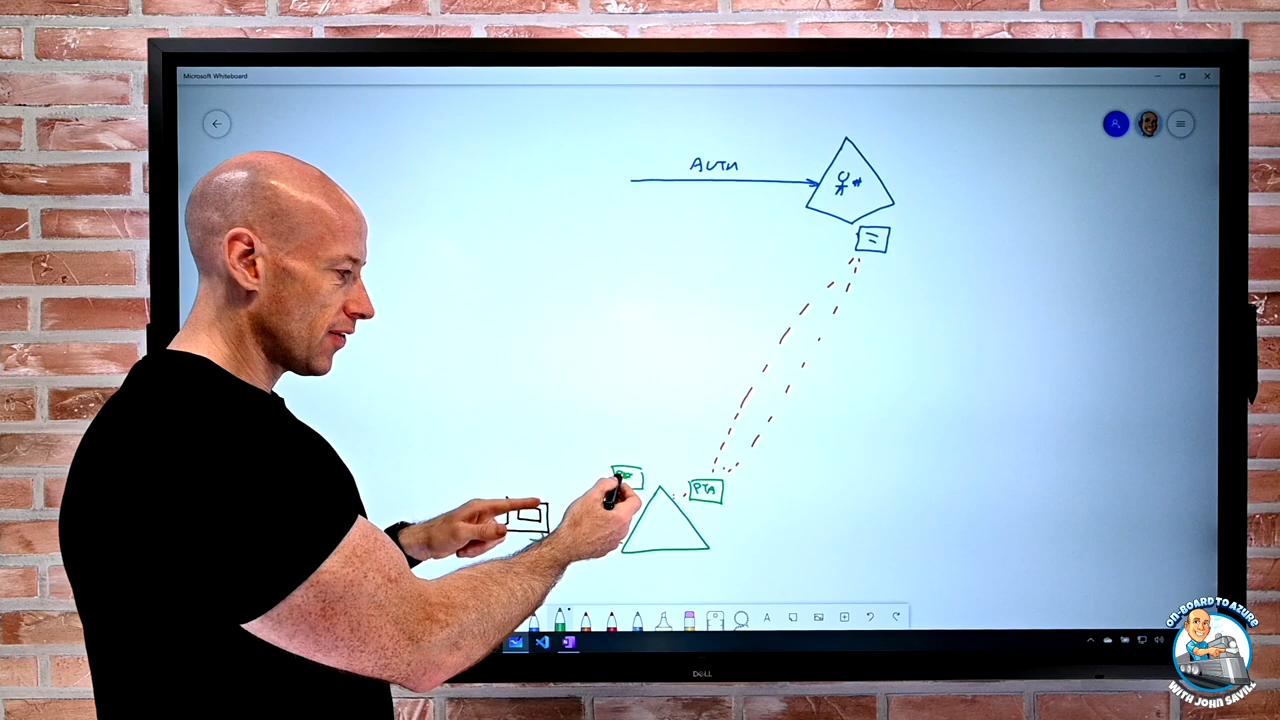 Microsoft Whiteboard
AUTH
PTA
A
DELL
ON-BOARD TO AZURE
WITH JOHN SAVILL